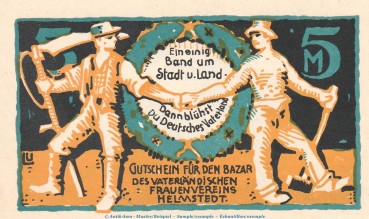 5
5
M
Ein einig
Band um
Stadt u. Land.
Dann blühst
Du Deutsches Vaterland
GUTSCHEIN FÜR DEN BAZAR
DES VATERLÄNDISCHEN
FRAUENVEREINS
HELMSTEDT.